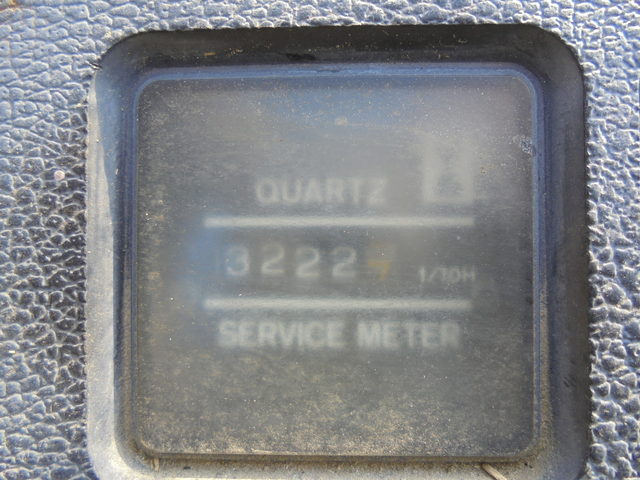 QUARTZ
3222 1/10H
SERVICE METER